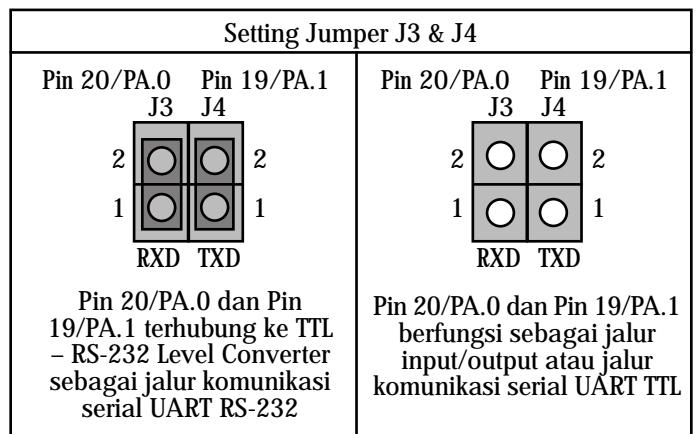 Setting Jumper J3 & J4
Pin 20/PA.0 Pin 19/PA.1
J3 J4
2 2
1 1
RXD TXD
Pin 20/PA.0 dan Pin
19/PA.1 terhubung ke TTL
– RS-232 Level Converter
sebagai jalur komunikasi
serial UART RS-232
Pin 20/PA.0 Pin 19/PA.1
J3 J4
2 2
1 1
RXD TXD
Pin 20/PA.0 dan Pin 19/PA.1
berfungsi sebagai jalur
input/output atau jalur
komunikasi serial UART TTL